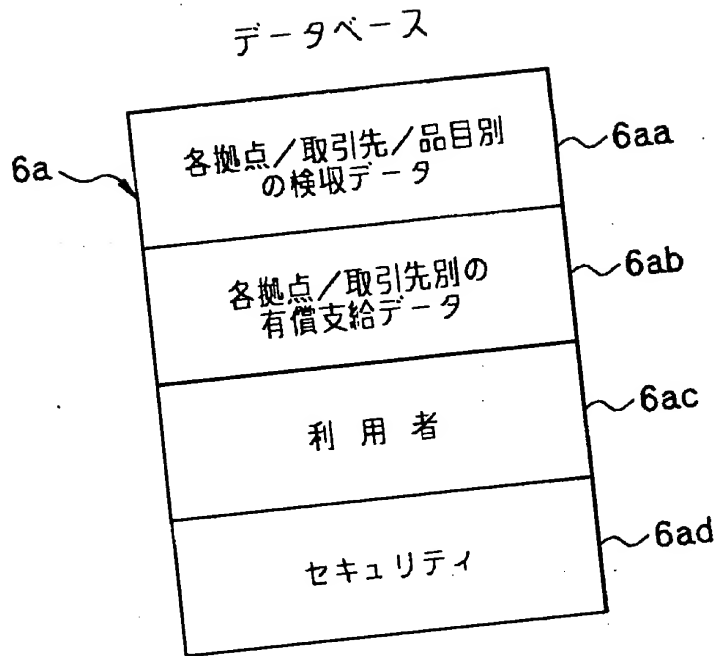 データベース
6a
各拠点／取引先／品目別
の検収データ
6aa
各拠点／取引先別の
有償支給データ
6ab
利用者
6ac
セキュリティ
6ad